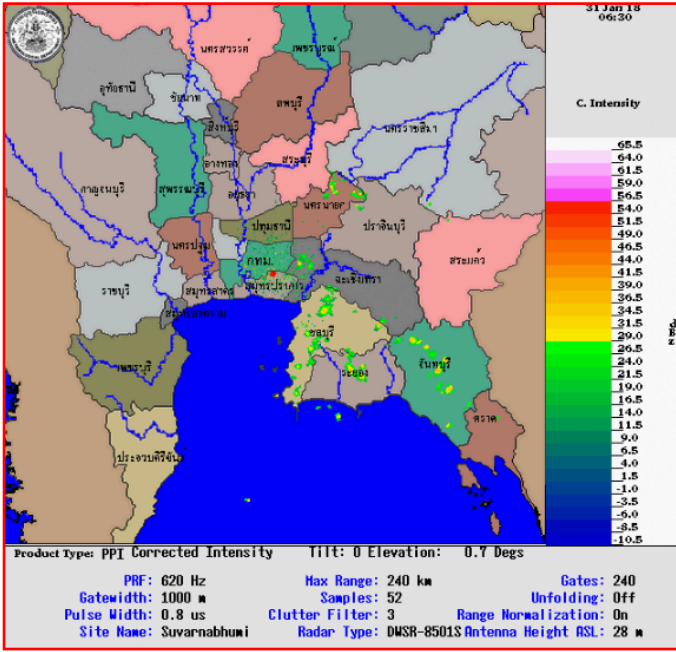 31 Jan 18
06:30
C. Intensity
นครสวรรค์
เพชรบูรณ์
อุทัยธานี
ชัยนาท
ลพบุรี
สิงห์บุรี
นครราชสีมา
อ่างทอง
สระบุรี
กาญจนบุรี
สุพรรณบุรี
อยุธยา
นครนายก
ปทุมธานี
ปราจีนบุรี
นครปฐม
กทม.
สระแก้ว
ราชบุรี
สมุทรสาคร
สมุทรปราการ
ฉะเชิงเทรา
สมุทรสงคราม
ชลบุรี
เพชรบุรี
ระยอง
จันทบุรี
ตราด
ประจวบคีรีขันธ์
65.5
64.0
61.5
59.0
56.5
54.0
51.5
49.0
46.5
44.0
41.5
39.0
36.5
34.0
31.5
29.0
26.5
24.0
21.5
19.0
16.5
14.0
11.5
9.0
6.5
4.0
1.5
-1.0
-3.5
-6.0
-8.5
-10.5
Product Type: PPI Corrected Intensity Tilt: 0 Elevation: 0.7 Degs
PRF: 620 Hz Max Range: 240 km Gates: 240
Gatewidth: 1000 m Samples: 52 Unfolding: Off
Pulse Width: 0.8 us Clutter Filter: 3 Range Normalization: On
Site Name: Suvarnabhumi Radar Type: DWSR-8501S Antenna Height ASL: 28 m